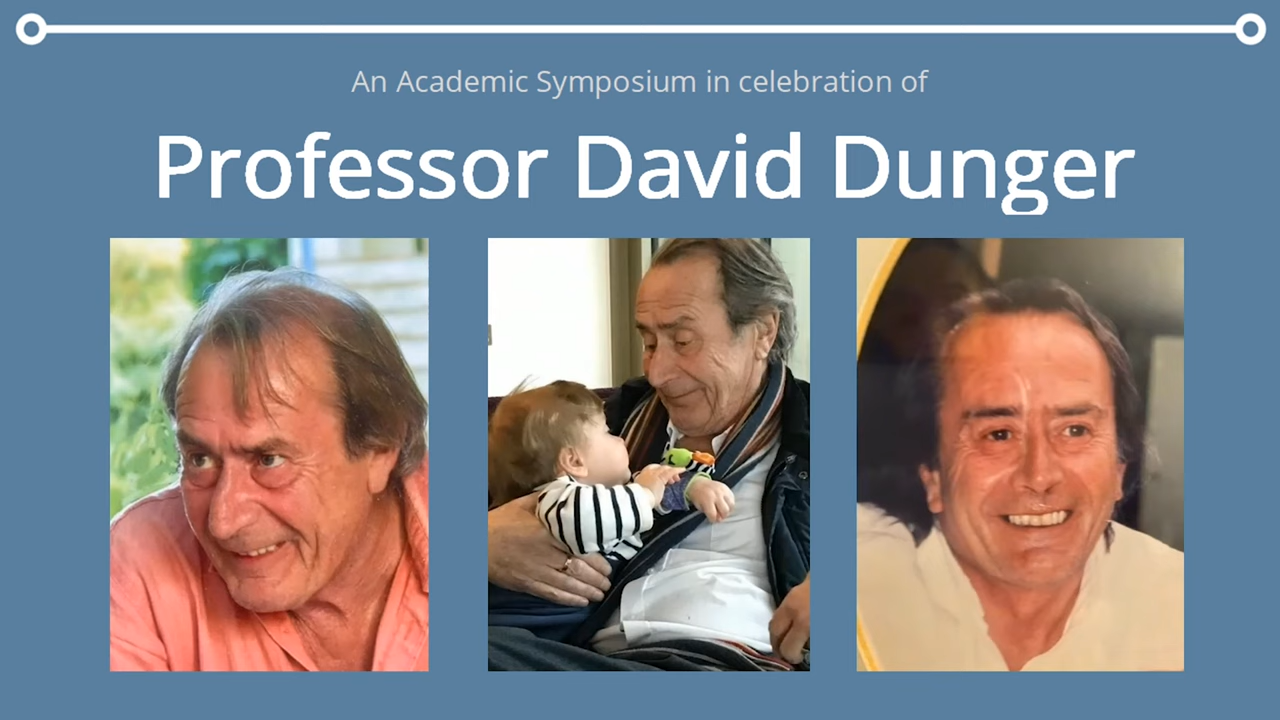 An Academic Symposium in celebration of
Professor David Dunger